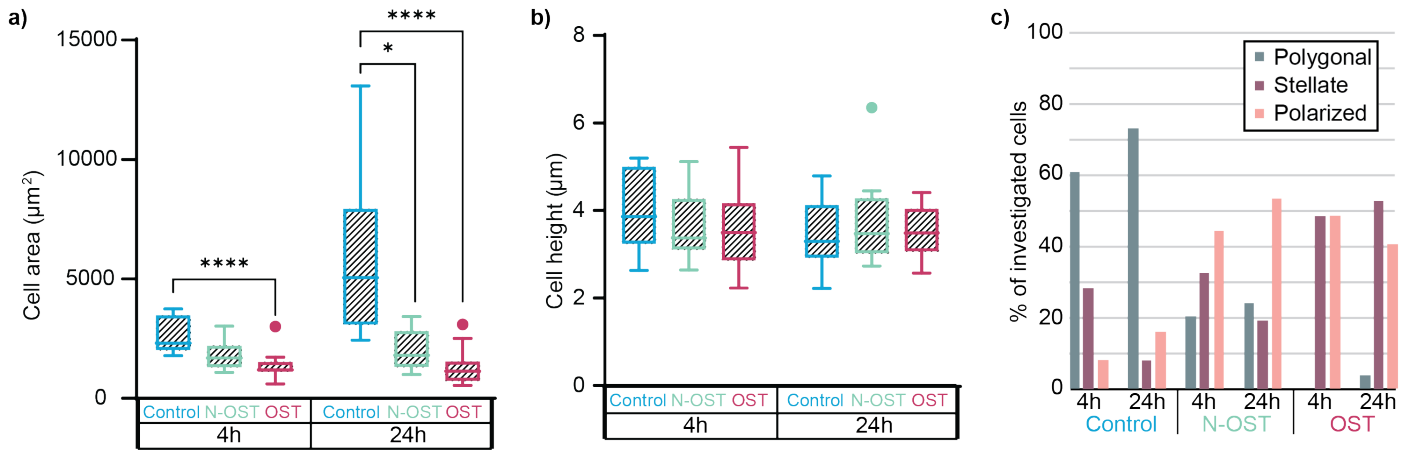 a)
Cell area (µm²)
15000
10000
5000
0
****
****
*
Control N-OST OST
Control N-OST OST
4h
24h
b)
Cell height (µm)
8
6
4
2
0
Control N-OST OST
Control N-OST OST
4h
24h
c)
% of investigated cells
100
80
60
40
20
0
Polygonal
Stellate
Polarized
4h 24h 4h 24h 4h 24h
Control N-OST OST